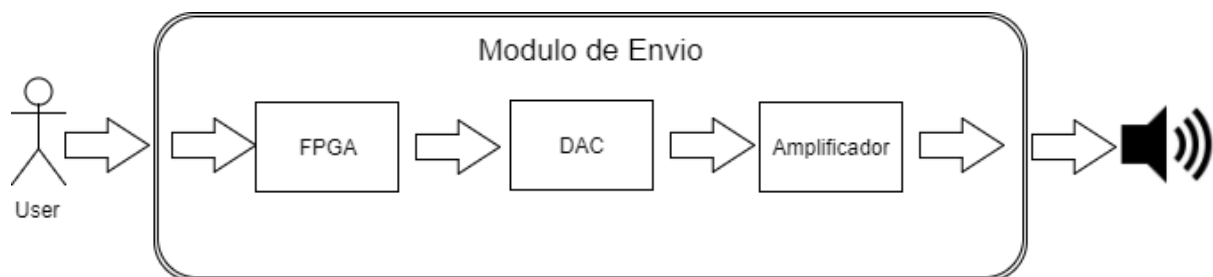 Modulo de Envio
FPGA
DAC
Amplificador
User